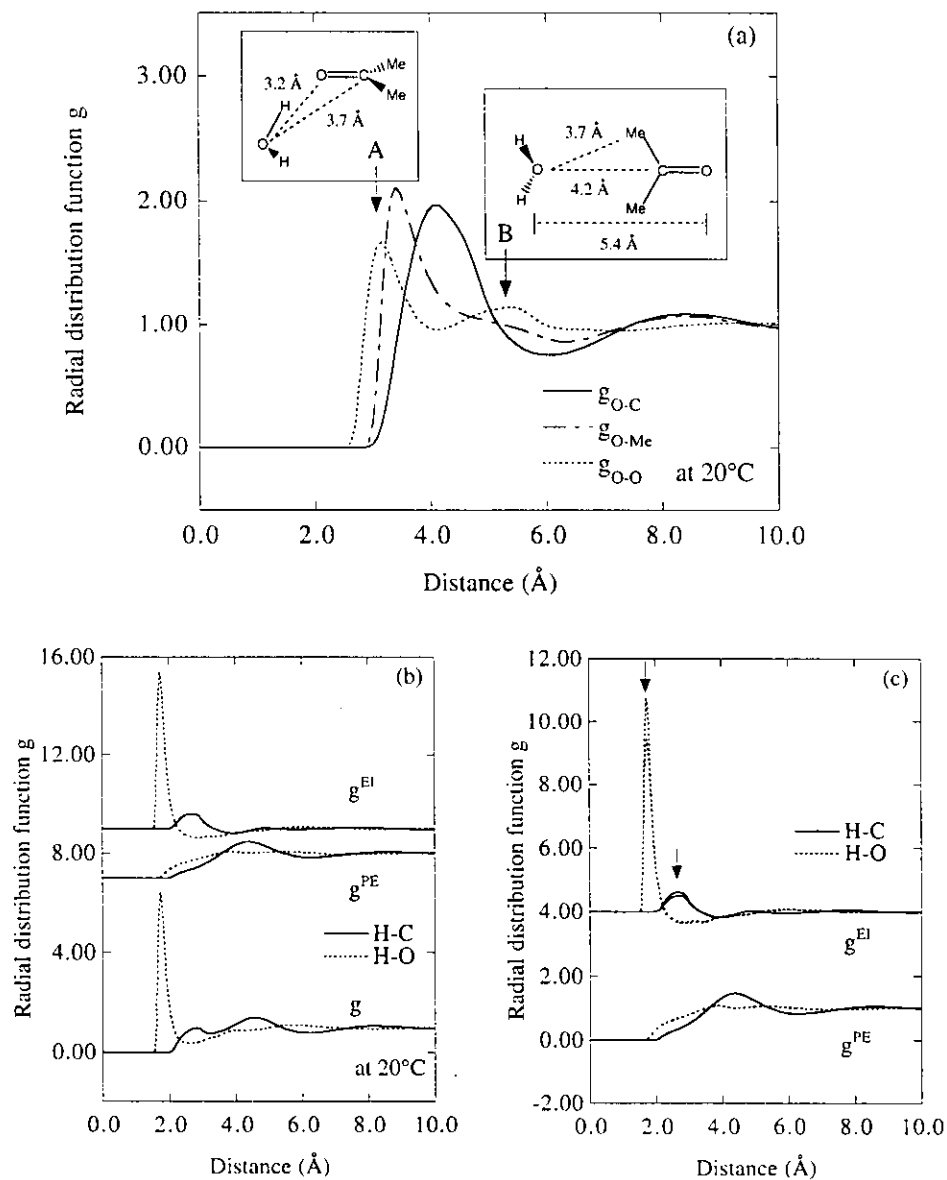 (a)
Radial distribution function g
3.00
2.00
1.00
0.00
0.0 2.0 4.0 6.0 8.0 10.0
Distance (Å)
3.2 Å
O C Me
Me
H
3.7 Å
O
H
A
H
O
H
3.7 Å
Me
C O
4.2 Å
Me
5.4 Å
B
g O-C
g O-Me
g O-O
at 20°C
(b)
Radial distribution function g
16.00
12.00
8.00
4.00
0.00
0.0 2.0 4.0 6.0 8.0 10.0
Distance (Å)
g^EI
g^PE
H-C
H-O
g
at 20°C
(c)
Radial distribution function g
12.00
10.00
8.00
6.00
4.00
2.00
0.00
-2.00
0.0 2.0 4.0 6.0 8.0 10.0
Distance (Å)
H-C
H-O
g^EI
g^PE